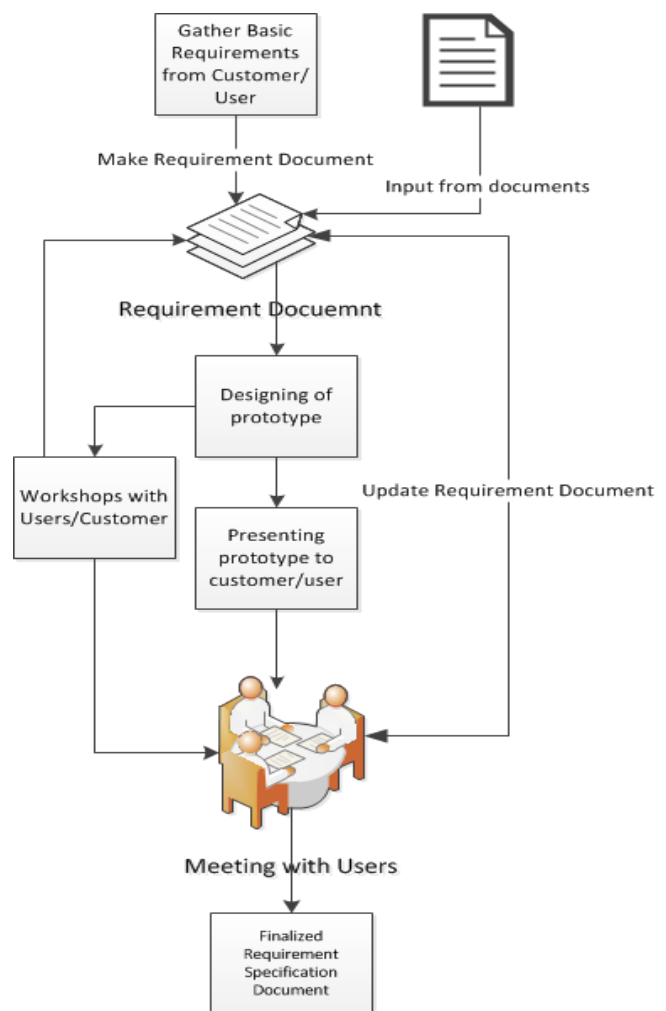 Gather Basic
Requirements
from Customer/
User
Make Requirement Document
Input from documents
Requirement Docuemnt
Designing of
prototype
Workshops with
Users/Customer
Update Requirement Document
Presenting
prototype to
customer/user
Meeting with Users
Finalized
Requirement
Specification
Document